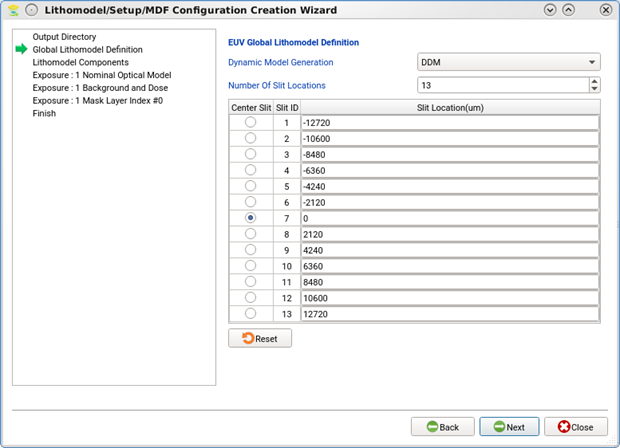 Lithomodel/Setup/MDF Configuration Creation Wizard
Output Directory
Global Lithomodel Definition
Lithomodel Components
Exposure : 1 Nominal Optical Model
Exposure : 1 Background and Dose
Exposure : 1 Mask Layer Index #0
Finish
EUV Global Lithomodel Definition
Dynamic Model Generation DDM
Number Of Slit Locations 13
Center Slit Slit ID Slit Location(um)
1 -12720
2 -10600
3 -8480
4 -6360
5 -4240
6 -2120
7 0
8 2120
9 4240
10 6360
11 8480
12 10600
13 12720
Reset
Back Next Close